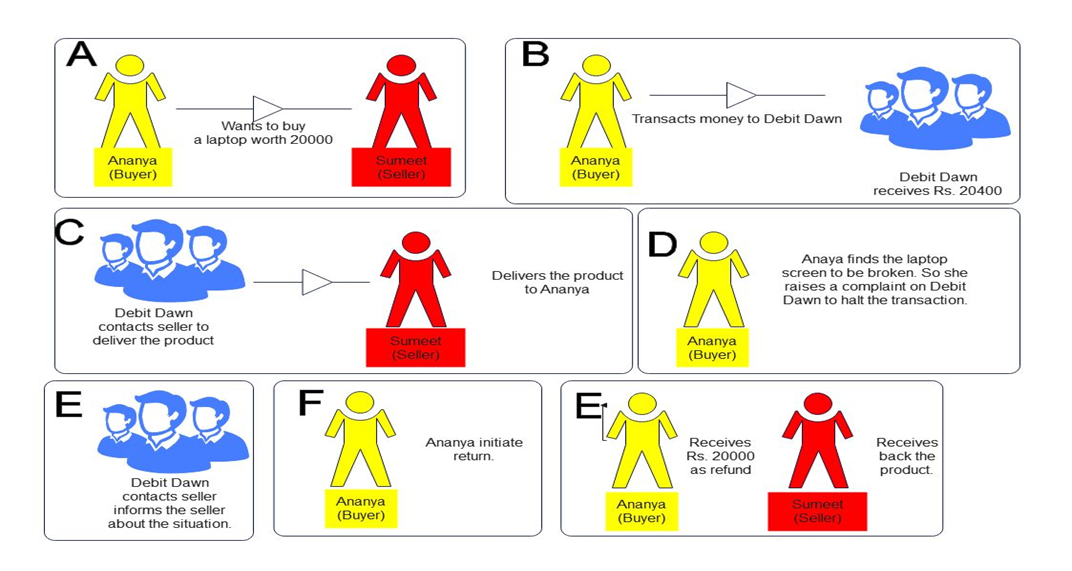 A
Ananya
(Buyer)
Wants to buy
a laptop worth 20000
Sumeet
(Seller)
B
Ananya
(Buyer)
Transacts money to Debit Dawn
Debit Dawn
receives Rs. 20400
C
Debit Dawn
contacts seller to
deliver the product
Sumeet
(Seller)
Delivers the product
to Ananya
D
Ananya
(Buyer)
Anaya finds the laptop
screen to be broken. So she
raises a complaint on Debit
Dawn to halt the transaction.
E
Debit Dawn
contacts seller
informs the seller
about the situation.
F
Ananya
(Buyer)
Ananya initiate
return.
E
Ananya
(Buyer)
Receives
Rs. 20000
as refund
Sumeet
(Seller)
Receives
back the
product.